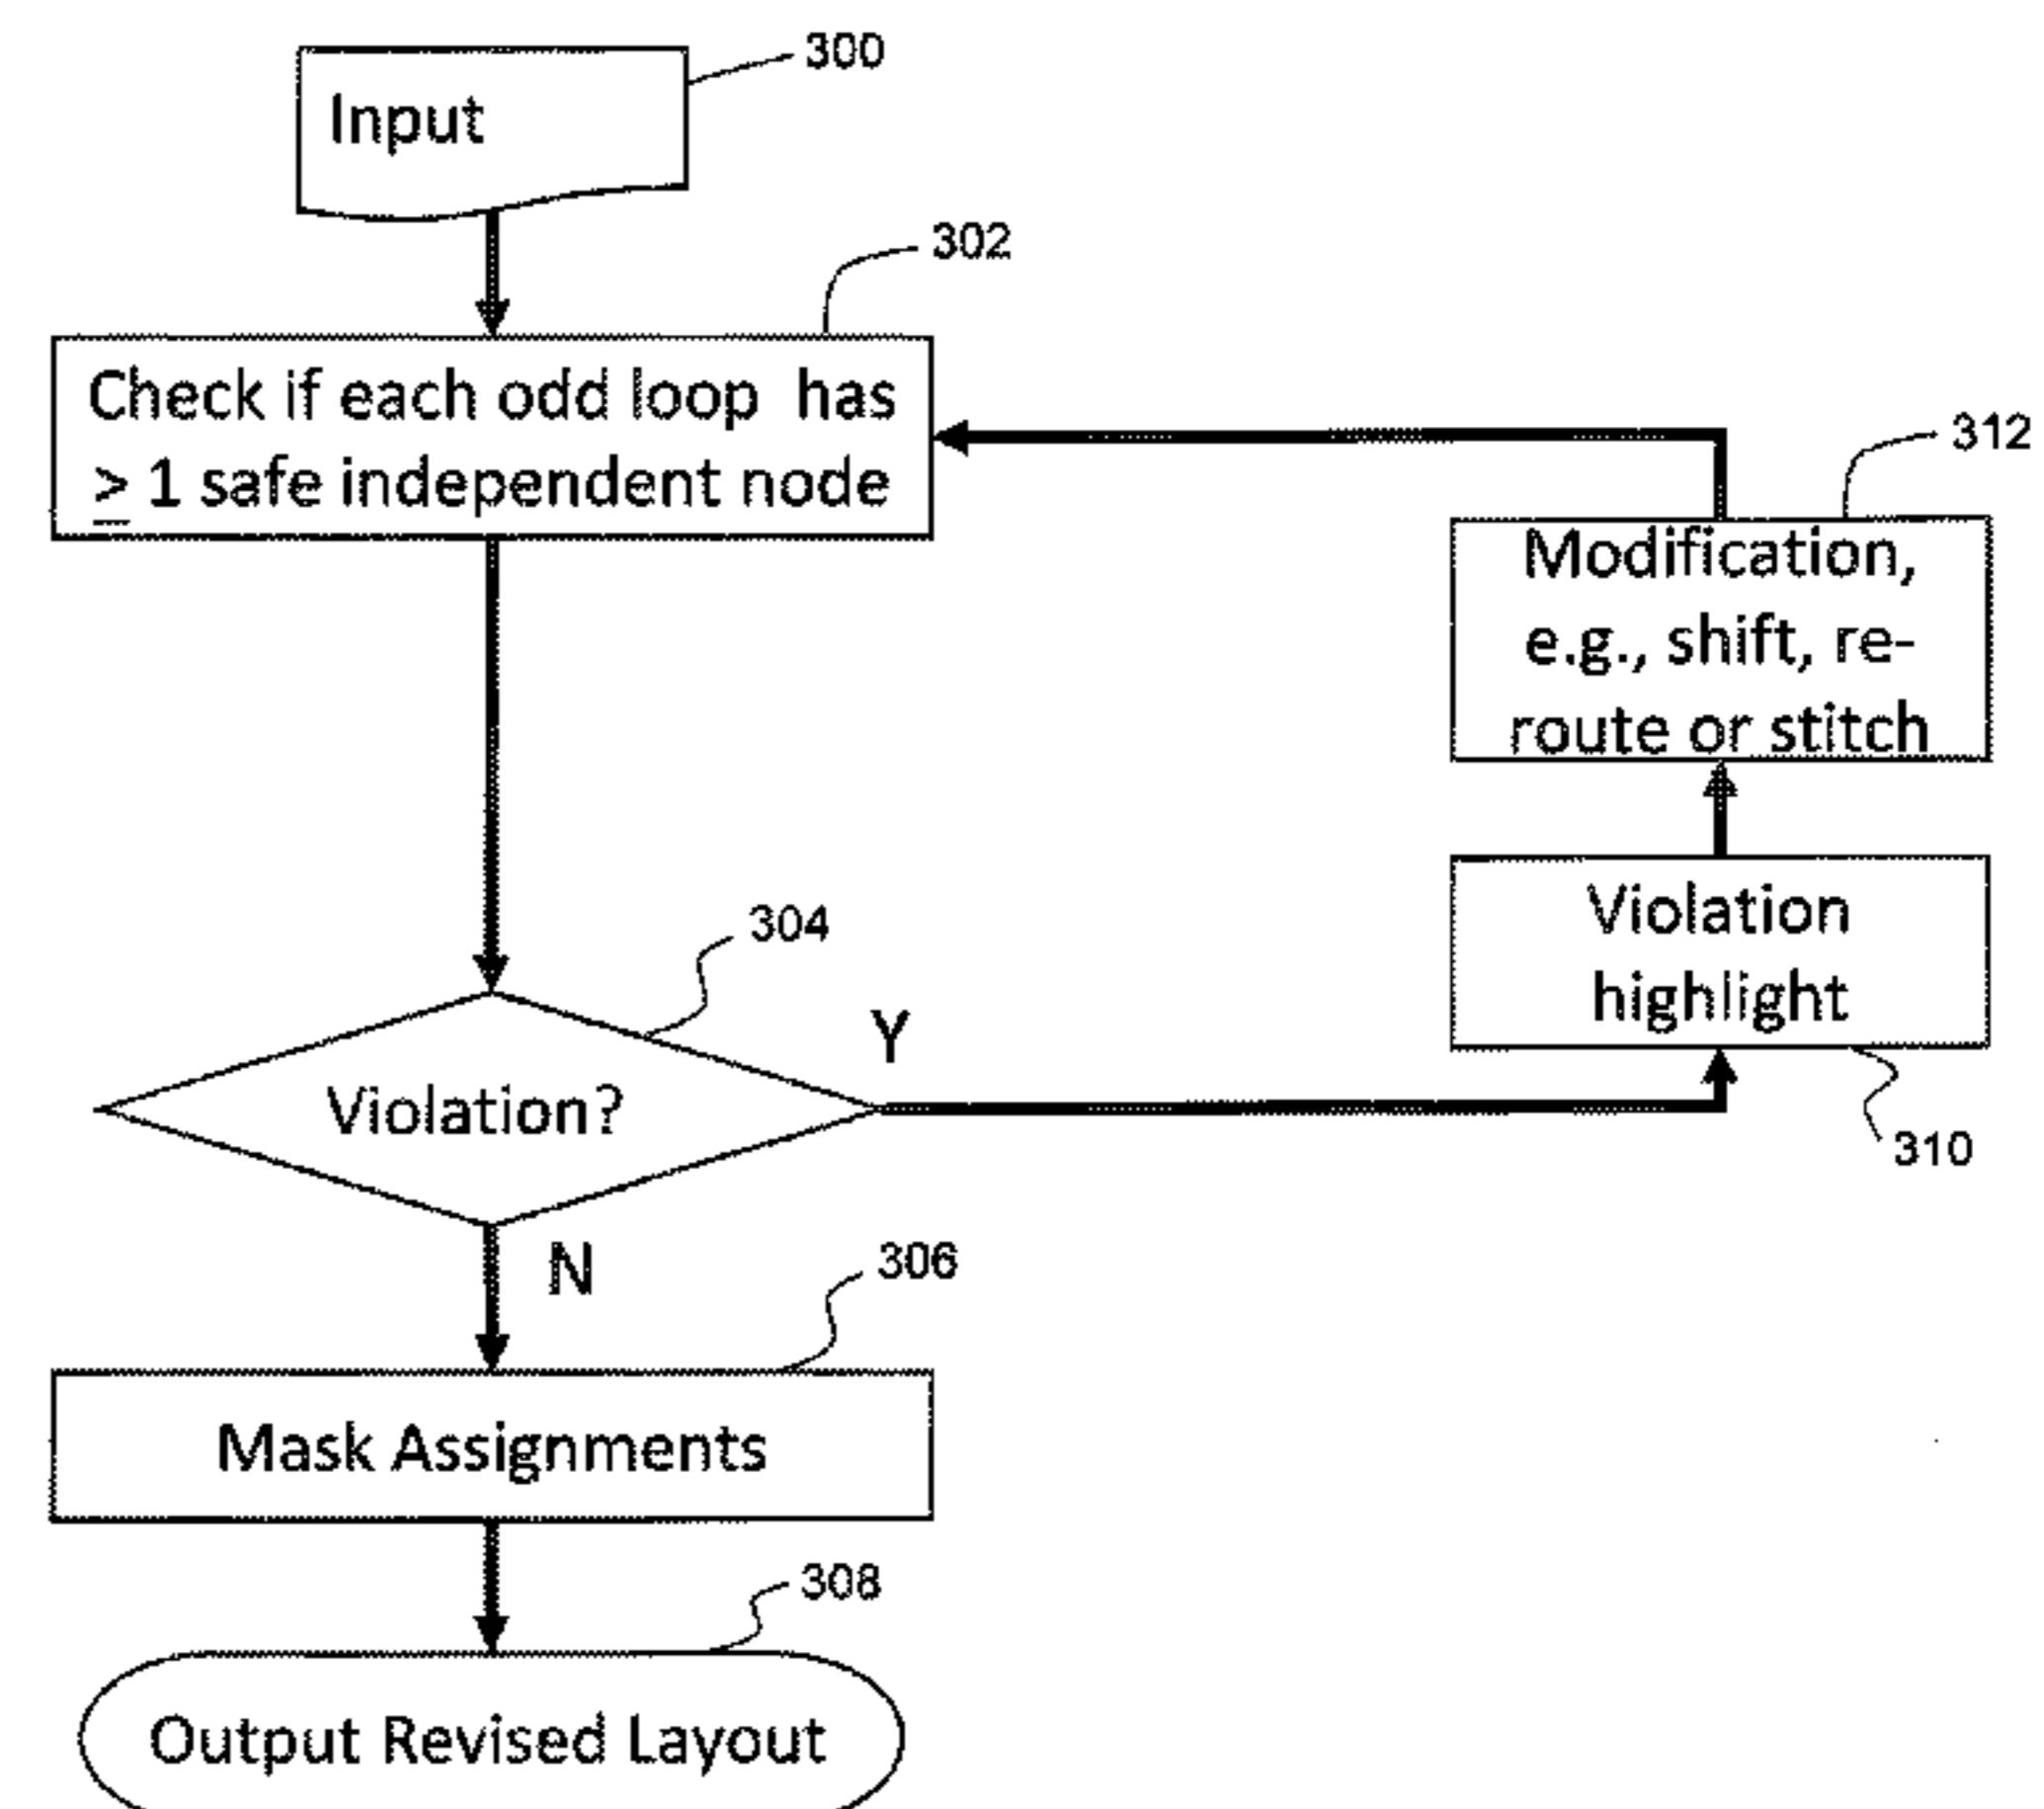 300
Input
302
Check if each odd loop has
≥ 1 safe independent node
312
Modification,
e.g., shift, re-
route or stitch
304
Violation
highlight
Y
Violation?
310
N
306
Mask Assignments
308
Output Revised Layout